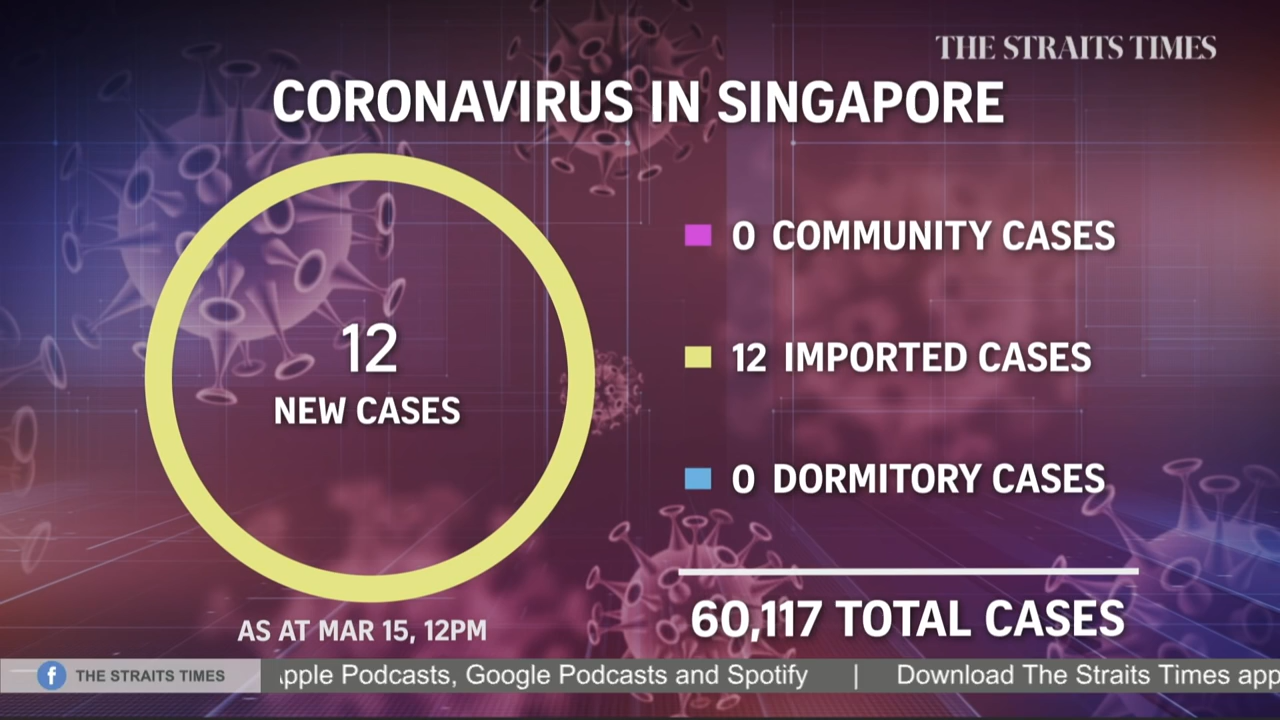 THE STRAITS TIMES
CORONAVIRUS IN SINGAPORE
12
NEW CASES
AS AT MAR 15, 12PM
0 COMMUNITY CASES
12 IMPORTED CASES
0 DORMITORY CASES
60,117 TOTAL CASES
f THE STRAITS TIMES
pple Podcasts, Google Podcasts and Spotify | Download The Straits Times app